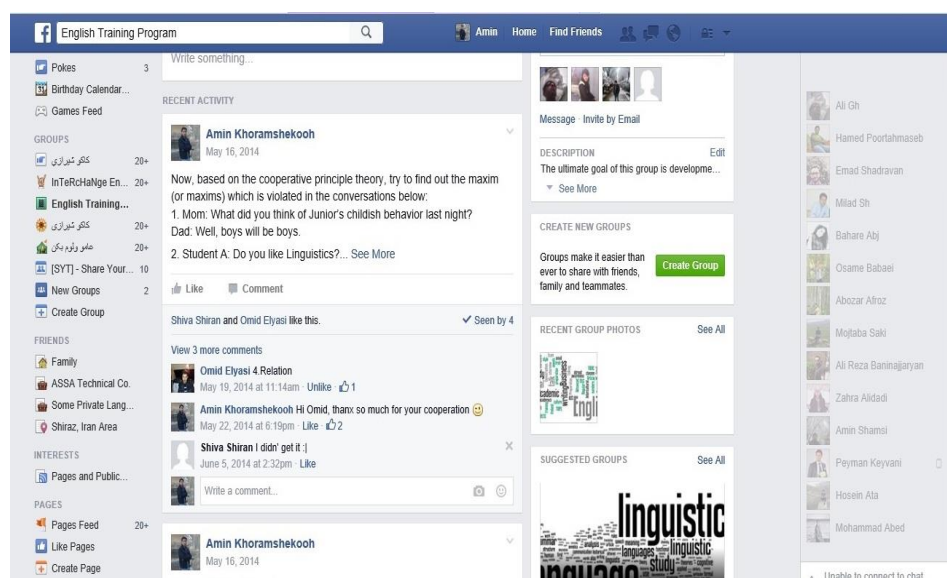 English Training Program
Amin Home Find Friends
Pokes 3
Birthday Calendar...
Games Feed
GROUPS
کاکو شیرازی 20+
InTeRcHaNge En... 20+
English Training...
کاکو شیرازی 20+
عامو ولوم بکن 20+
[SYT] - Share Your... 10
New Groups 2
Create Group
FRIENDS
Family
ASSA Technical Co.
Some Private Lang...
Shiraz, Iran Area
INTERESTS
Pages and Public...
PAGES
Pages Feed 20+
Like Pages
Create Page
Write something...
RECENT ACTIVITY
Amin Khoramshekooh
May 16, 2014
Now, based on the cooperative principle theory, try to find out the maxim
(or maxims) which is violated in the conversations below:
1. Mom: What did you think of Junior's childish behavior last night?
Dad: Well, boys will be boys.
2. Student A: Do you like Linguistics?... See More
Like Comment
Shiva Shiran and Omid Elyasi like this. Seen by 4
View 3 more comments
Omid Elyasi 4.Relation
May 19, 2014 at 11:14am · Unlike · 1
Amin Khoramshekooh Hi Omid, thanx so much for your cooperation
May 22, 2014 at 6:19pm · Like · 2
Shiva Shiran I didn' get it :|
June 5, 2014 at 2:32pm · Like
Write a comment...
Amin Khoramshekooh
May 16, 2014
Message · Invite by Email
DESCRIPTION Edit
The ultimate goal of this group is developme...
See More
CREATE NEW GROUPS
Groups make it easier than
ever to share with friends,
family and teammates.
Create Group
RECENT GROUP PHOTOS See All
Engli
SUGGESTED GROUPS See All
linguistic
languages linguistic
study
language
Ali Gh
Hamed Poortahmaseb
Emad Shadravan
Milad Sh
Bahare Abj
Osame Babaei
Abozar Afroz
Mojtaba Saki
Ali Reza Baninajjaryan
Zahra Alidadi
Amin Shamsi
Peyman Keyvani
Hosein Ata
Mohammad Abed
Unable to connect to chat